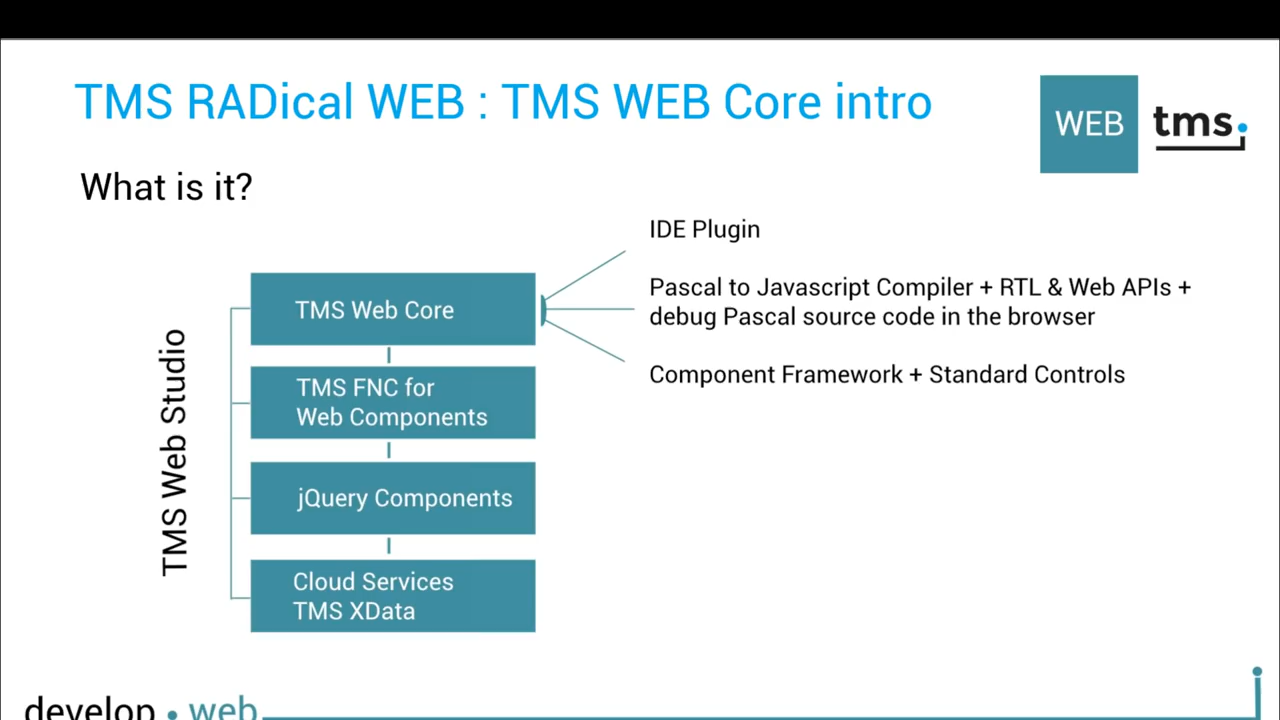 TMS RADical WEB : TMS WEB Core intro
WEB
tms.
What is it?
IDE Plugin
Pascal to Javascript Compiler + RTL & Web APIs +
debug Pascal source code in the browser
Component Framework + Standard Controls
TMS Web Studio
TMS Web Core
TMS FNC for
Web Components
jQuery Components
Cloud Services
TMS XData
develop • web